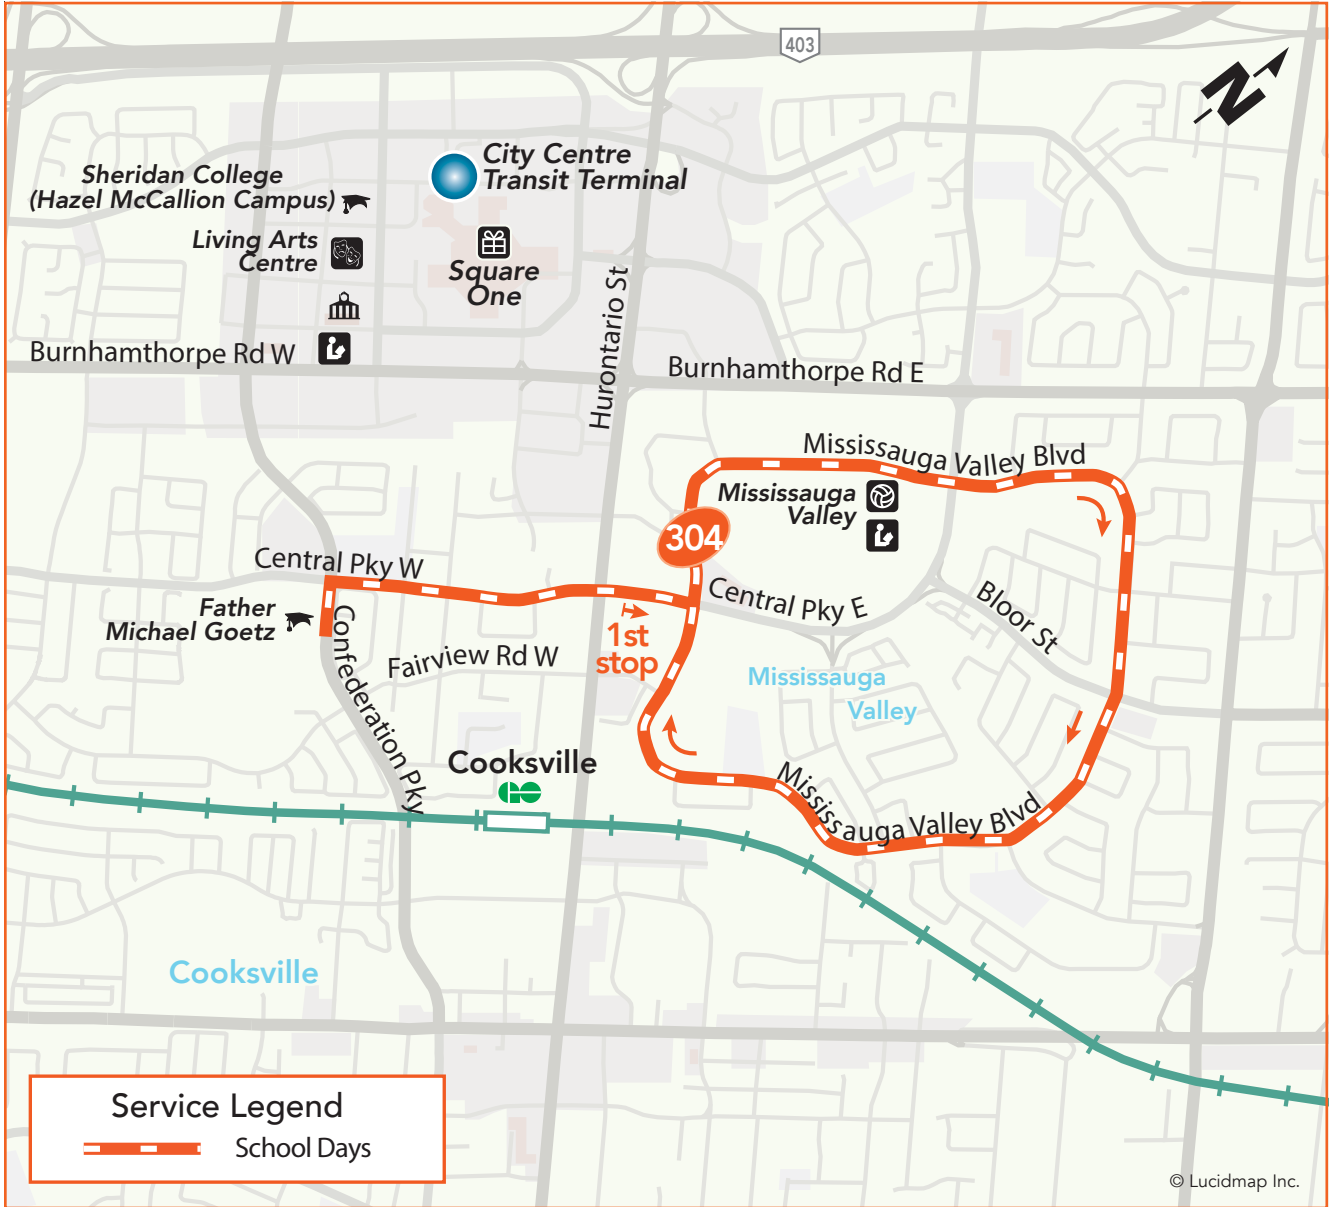 403
N
City Centre
Transit Terminal
Sheridan College
(Hazel McCallion Campus)
Living Arts
Centre
Square
One
Hurontario St
Burnhamthorpe Rd W
Burnhamthorpe Rd E
Mississauga Valley Blvd
Mississauga
Valley
304
Central Pky W
Central Pky E
Bloor St
Father
Michael Goetz
Confederation Pky
Fairview Rd W
1st
stop
Mississauga
Valley
Cooksville
GO
Mississauga Valley Blvd
Cooksville
Service Legend
School Days
© Lucidmap Inc.